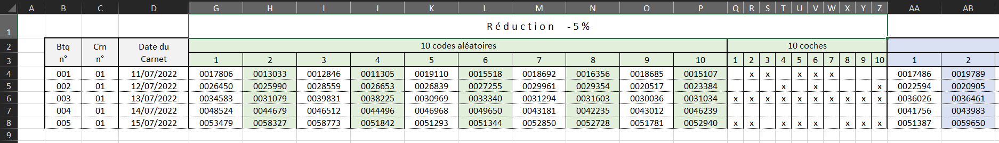 A B C D G H I J K L M N O P Q R S T U V W X Y Z AA AB
1 Réduction -5%
2 Btq Crn Date du 10 codes aléatoires 10 coches
3 n° n° Carnet 1 2 3 4 5 6 7 8 9 10 1 2 3 4 5 6 7 8 9 10 1 2
4 001 01 11/07/2022 0017806 0013033 0012846 0011305 0019110 0015518 0018692 0016356 0018685 0015107 x x x x x 0017486 0019789
5 002 01 12/07/2022 0026450 0025990 0028559 0026653 0026839 0027255 0029961 0029354 0020517 0023384 x x x 0022594 0020905
6 003 01 13/07/2022 0034583 0031079 0039831 0038225 0030969 0033340 0031294 0031603 0030036 0031034 x x x x x x x x x x 0036026 0036461
7 004 01 14/07/2022 0048524 0044679 0046512 0044496 0046968 0049650 0043181 0042235 0043012 0046239 0041756 0043983
8 005 01 15/07/2022 0053479 0058327 0058773 0051842 0051293 0051344 0052850 0052728 0051781 0052940 x x x x x x x x 0051387 0059650
9